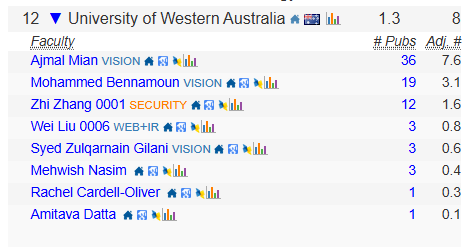 12 ▼ University of Western Australia 1.3 8
Faculty # Pubs Adj. #
Ajmal Mian VISION 36 7.6
Mohammed Bennamoun VISION 19 3.1
Zhi Zhang 0001 SECURITY 12 1.6
Wei Liu 0006 WEB+IR 3 0.8
Syed Zulqarnain Gilani VISION 3 0.6
Mehwish Nasim 3 0.4
Rachel Cardell-Oliver 1 0.3
Amitava Datta 1 0.1